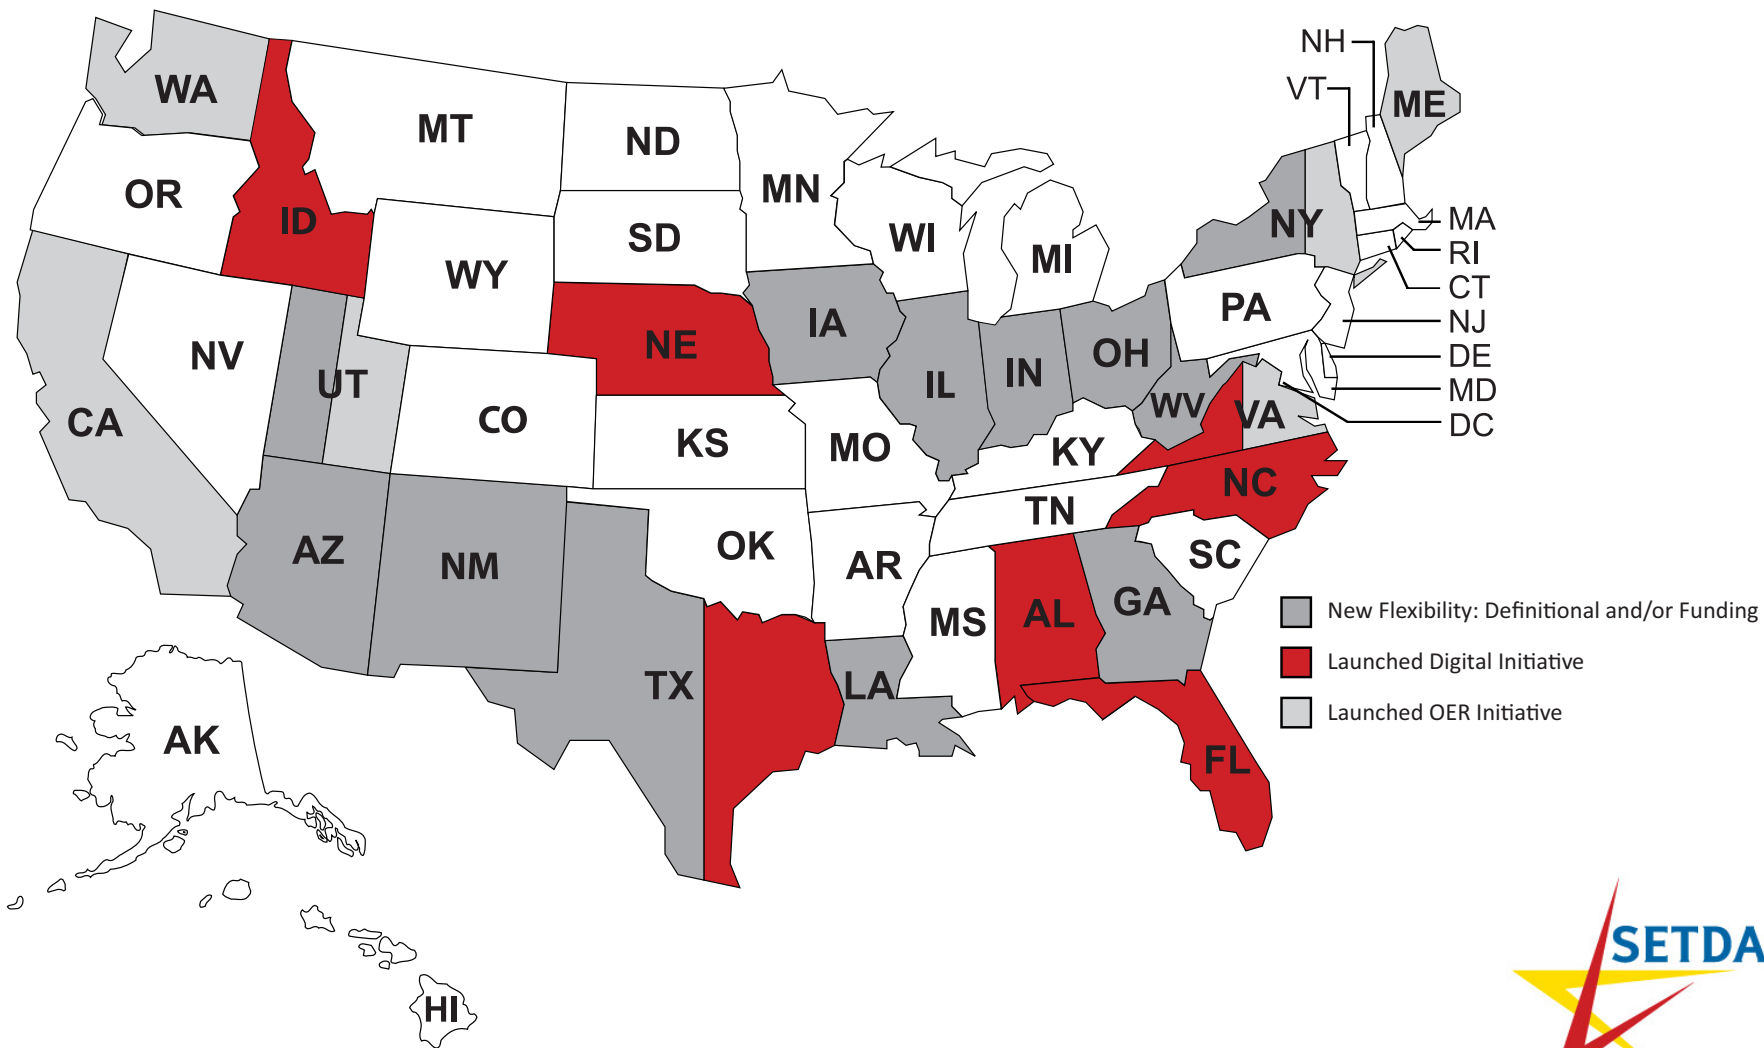 NH
VT
ME
WA
MT
ND
MN
OR
ID
SD
WI
MI
NY
MA
RI
CT
NJ
DE
MD
DC
WY
IA
NE
PA
NV
UT
CO
IL
IN
OH
WV
VA
CA
KS
MO
KY
NC
TN
AZ
NM
OK
AR
SC
MS
AL
GA
TX
LA
FL
AK
HI
New Flexibility: Definitional and/or Funding
Launched Digital Initiative
Launched OER Initiative
SETDA